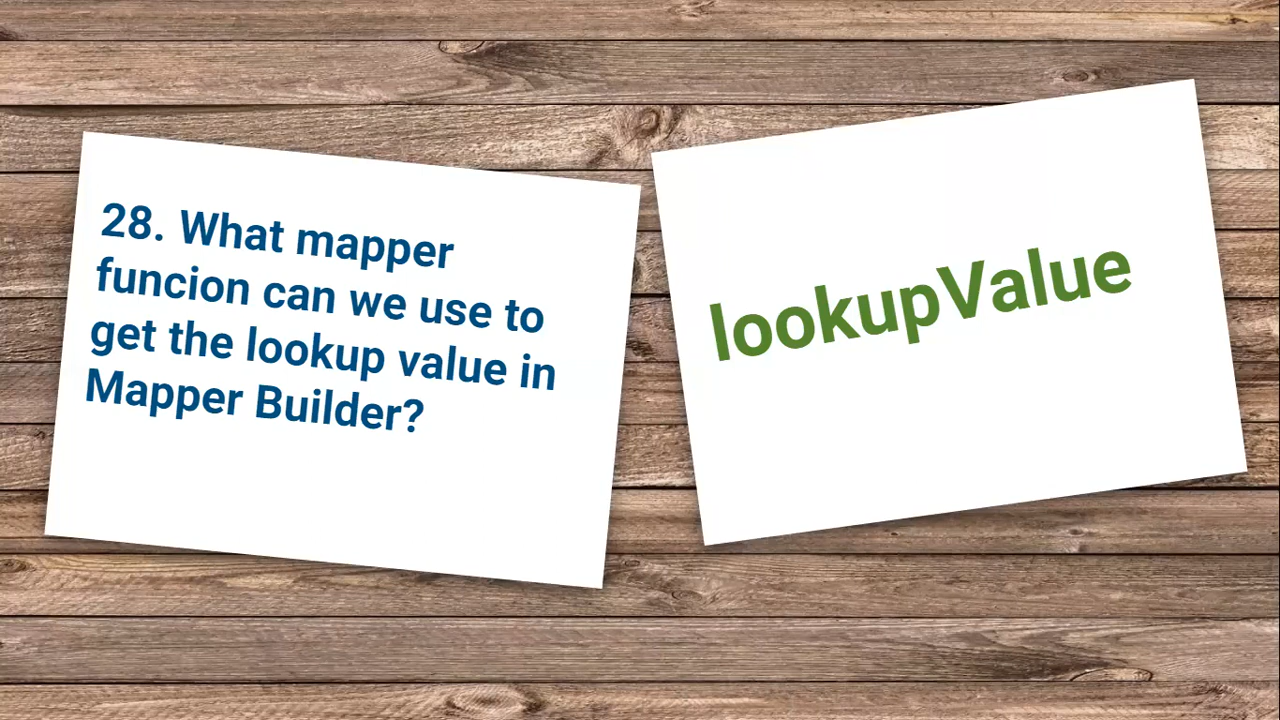 28. What mapper
funcion can we use to
get the lookup value in
Mapper Builder?
lookupValue